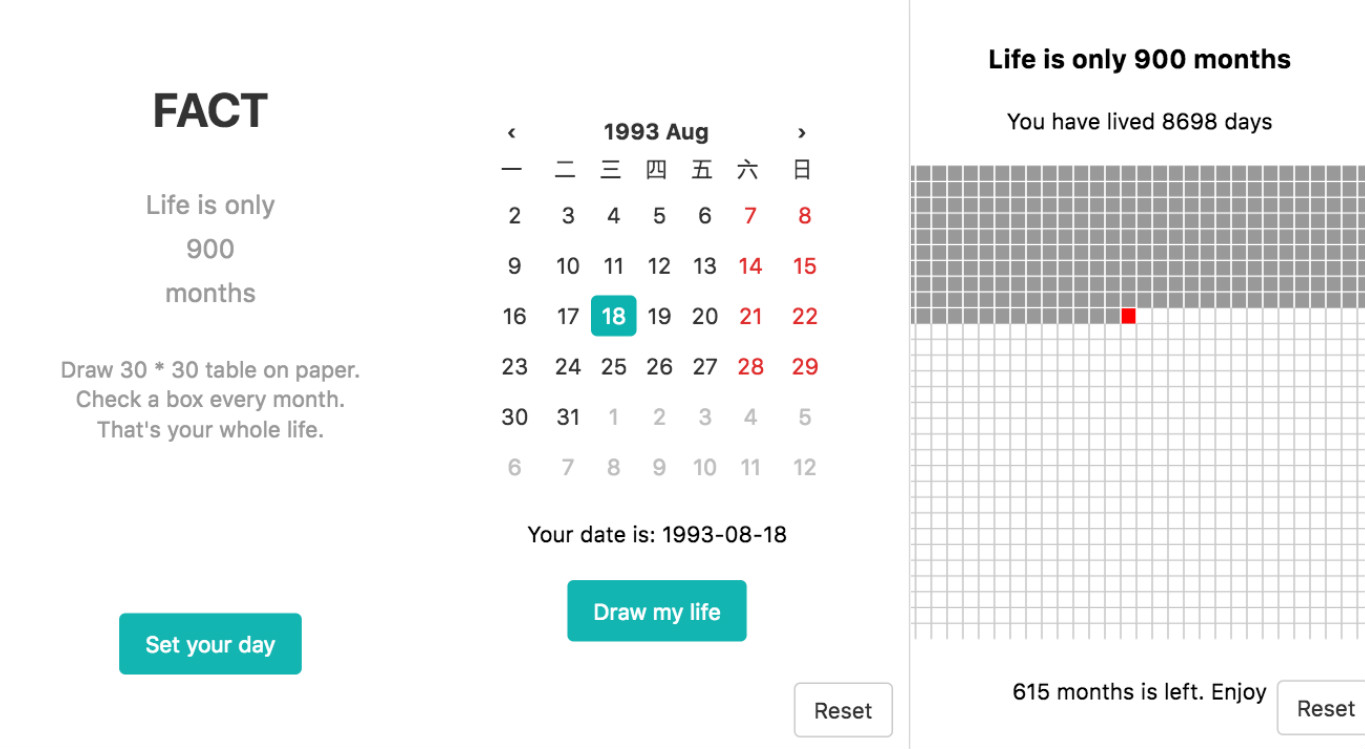 FACT
Life is only
900
months
Draw 30 * 30 table on paper.
Check a box every month.
That's your whole life.
Set your day
‹ 1993 Aug ›
一 二 三 四 五 六 日
2 3 4 5 6 7 8
9 10 11 12 13 14 15
16 17 18 19 20 21 22
23 24 25 26 27 28 29
30 31 1 2 3 4 5
6 7 8 9 10 11 12
Your date is: 1993-08-18
Draw my life
Reset
Life is only 900 months
You have lived 8698 days
615 months is left. Enjoy
Reset